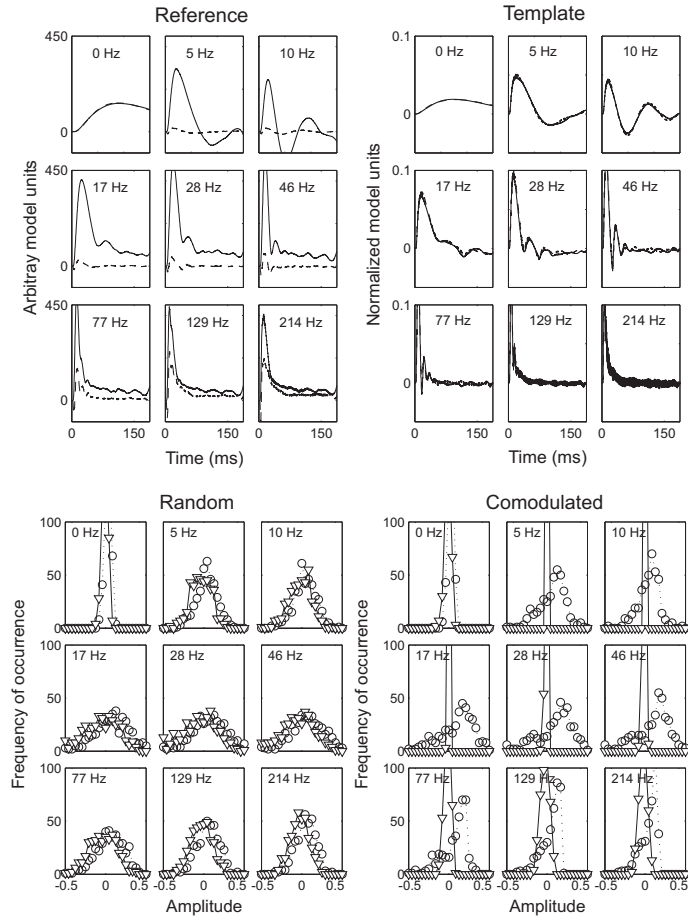 Reference
Arbitray model units
450
0
0 Hz
5 Hz
10 Hz
450
0
17 Hz
28 Hz
46 Hz
450
0
77 Hz
129 Hz
214 Hz
0 150
0 150
0 150
Time (ms)
Template
Normalized model units
0.1
0
0 Hz
5 Hz
10 Hz
0.1
0
17 Hz
28 Hz
46 Hz
0.1
0
77 Hz
129 Hz
214 Hz
0 150
0 150
0 150
Time (ms)
Random
Frequency of occurrence
100
50
0
0 Hz
5 Hz
10 Hz
100
50
0
17 Hz
28 Hz
46 Hz
100
50
0
77 Hz
129 Hz
214 Hz
-0.5 0 0.5
-0.5 0 0.5
-0.5 0 0.5
Amplitude
Comodulated
Frequency of occurrence
100
50
0
0 Hz
5 Hz
10 Hz
100
50
0
17 Hz
28 Hz
46 Hz
100
50
0
77 Hz
129 Hz
214 Hz
-0.5 0 0.5
-0.5 0 0.5
-0.5 0 0.5
Amplitude